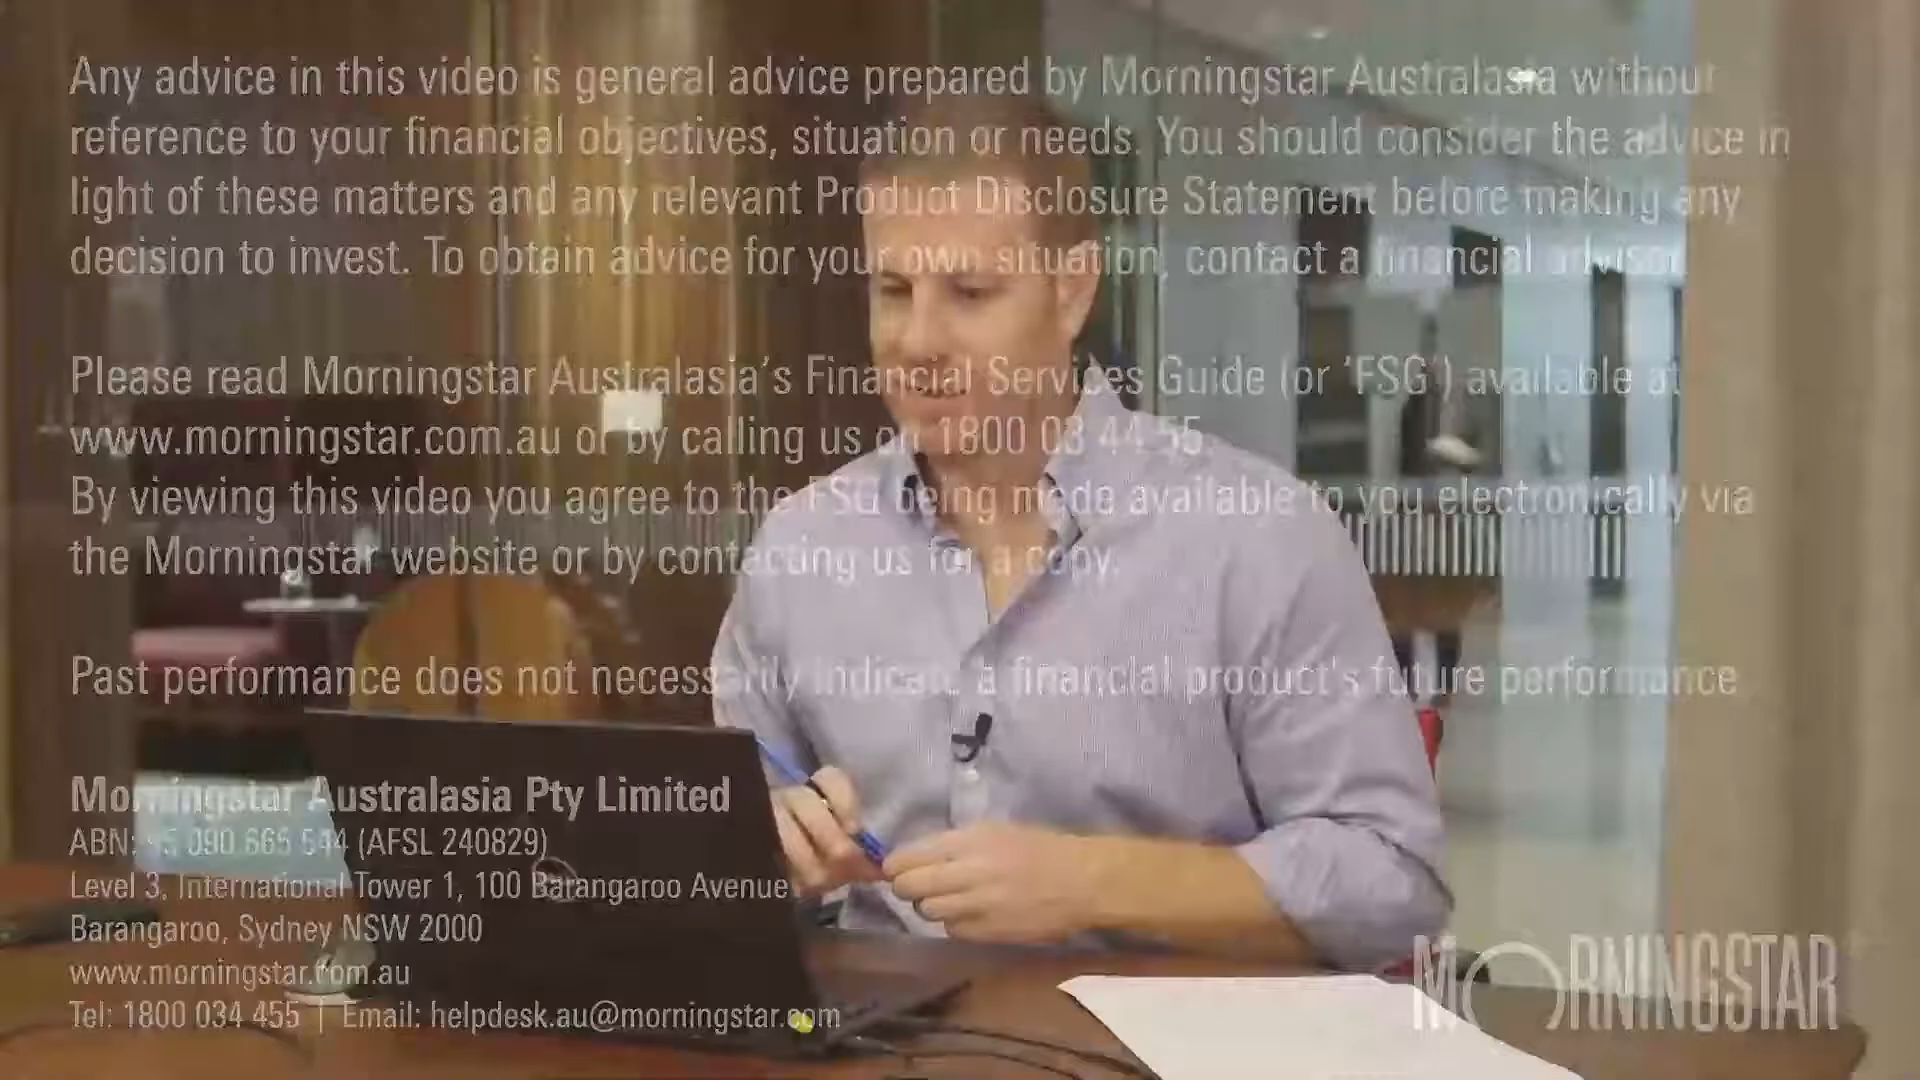 Any advice in this video is general advice prepared by Morningstar Australasia without
reference to your financial objectives, situation or needs. You should consider the advice in
light of these matters and any relevant Product Disclosure Statement before making any
decision to invest. To obtain advice for your own situation, contact a financial advisor.
Please read Morningstar Australasia’s Financial Services Guide (or ‘FSG’) available at
www.morningstar.com.au or by calling us on 1800 03 44 55.
By viewing this video you agree to the FSG being made available to you electronically via
the Morningstar website or by contacting us for a copy.
Past performance does not necessarily indicate a financial product's future performance
Morningstar Australasia Pty Limited
ABN: 95 090 665 544 (AFSL 240829)
Level 3, International Tower 1, 100 Barangaroo Avenue
Barangaroo, Sydney NSW 2000
www.morningstar.com.au
Tel: 1800 034 455 | Email: helpdesk.au@morningstar.com
MORNINGSTAR